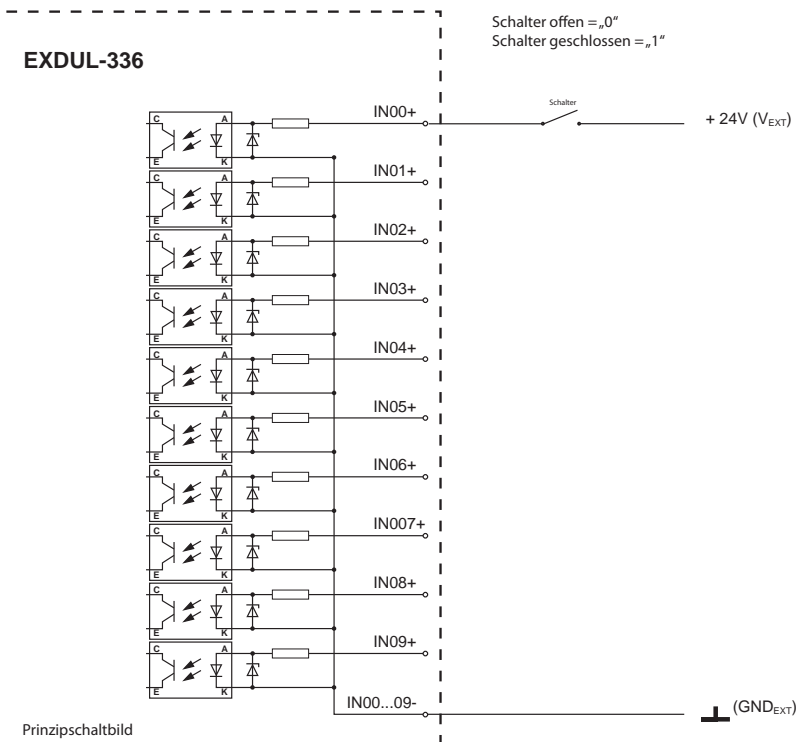 Schalter offen =„0“
Schalter geschlossen =„1“
EXDUL-336
Schalter
+ 24V (VEXT)
C A IN00+
E K
C A IN01+
E K
C A IN02+
E K
C A IN03+
E K
C A IN04+
E K
C A IN05+
E K
C A IN06+
E K
C A IN007+
E K
C A IN08+
E K
C A IN09+
E K
IN00...09-
(GNDEXT)
Prinzipschaltbild